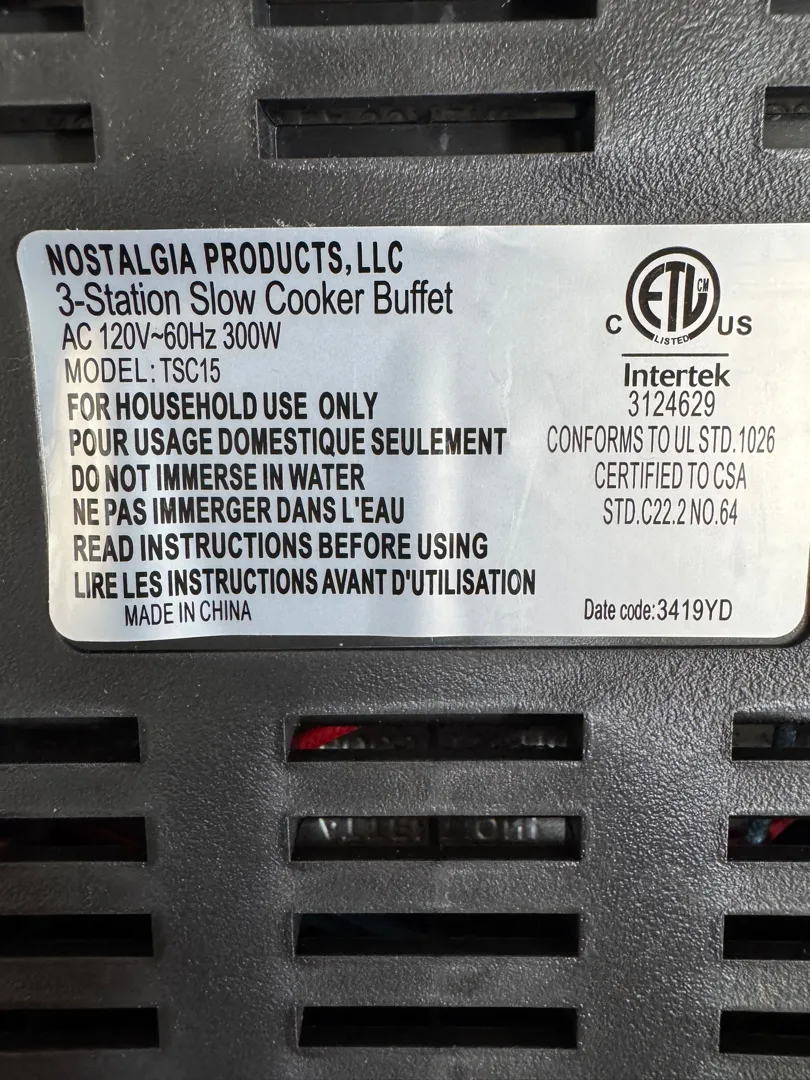 NOSTALGIA PRODUCTS, LLC
3-Station Slow Cooker Buffet
AC 120V~60Hz 300W
MODEL: TSC15
FOR HOUSEHOLD USE ONLY
POUR USAGE DOMESTIQUE SEULEMENT
DO NOT IMMERSE IN WATER
NE PAS IMMERGER DANS L'EAU
READ INSTRUCTIONS BEFORE USING
LIRE LES INSTRUCTIONS AVANT D'UTILISATION
MADE IN CHINA
ETL CM
C US
LISTED
Intertek
3124629
CONFORMS TO UL STD.1026
CERTIFIED TO CSA
STD.C22.2 NO.64
Date code:3419YD